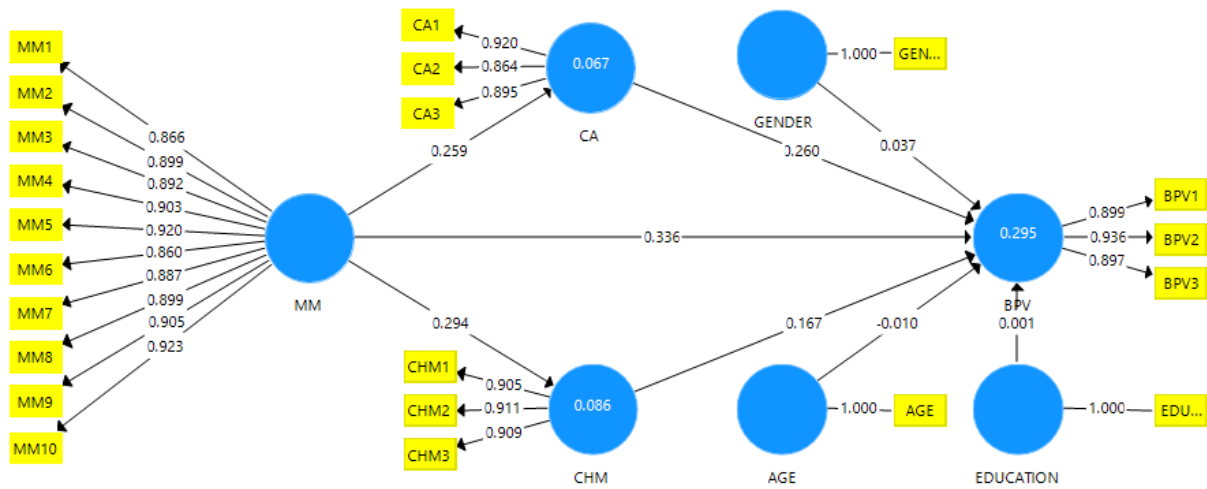 MM1
MM2
MM3
MM4
MM5
MM6
MM7
MM8
MM9
MM10
0.866
0.899
0.892
0.903
0.920
0.860
0.887
0.899
0.905
0.923
MM
CA1
CA2
CA3
0.920
0.864
0.895
0.067
CA
0.259
0.336
0.294
CHM1
CHM2
CHM3
0.905
0.911
0.909
0.086
CHM
GENDER
1.000
GEN...
0.037
0.260
0.167
-0.010
0.001
AGE
1.000
AGE
EDUCATION
1.000
EDU...
0.295
BPV
0.899
0.936
0.897
BPV1
BPV2
BPV3